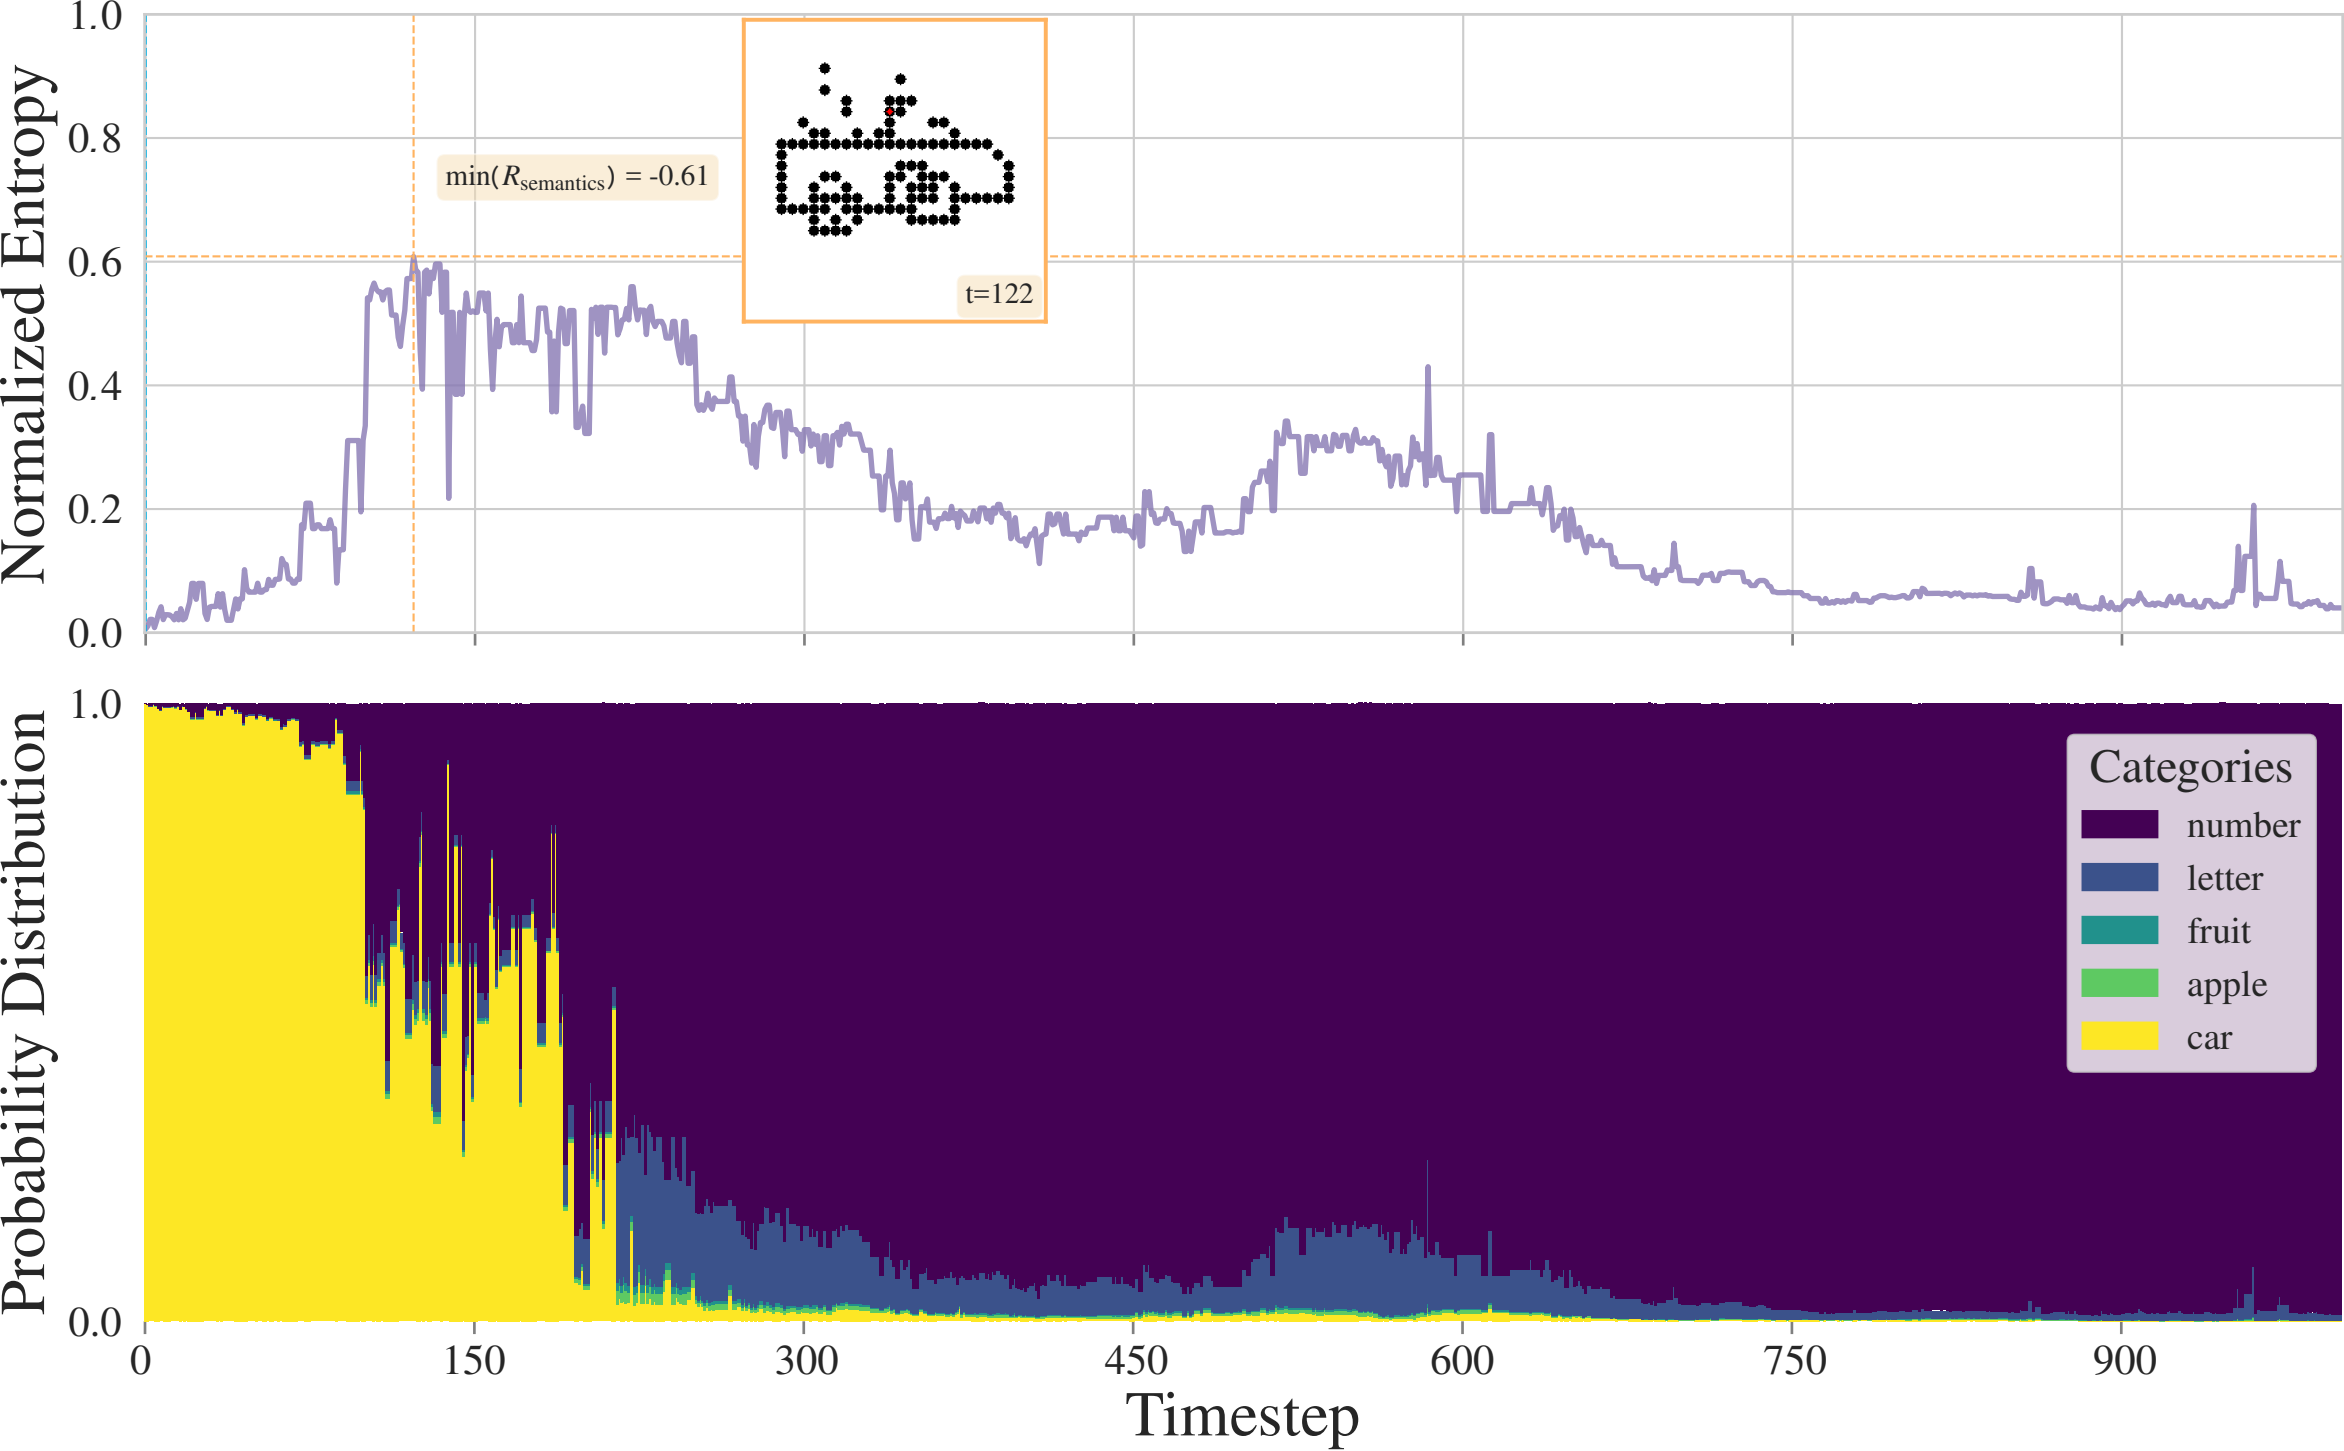 Normalized Entropy
1.0
0.8
0.6
0.4
0.2
0.0
min(Rsemantics) = -0.61
t=122
Probability Distribution
1.0
0.0
Categories
number
letter
fruit
apple
car
0 150 300 450 600 750 900
Timestep